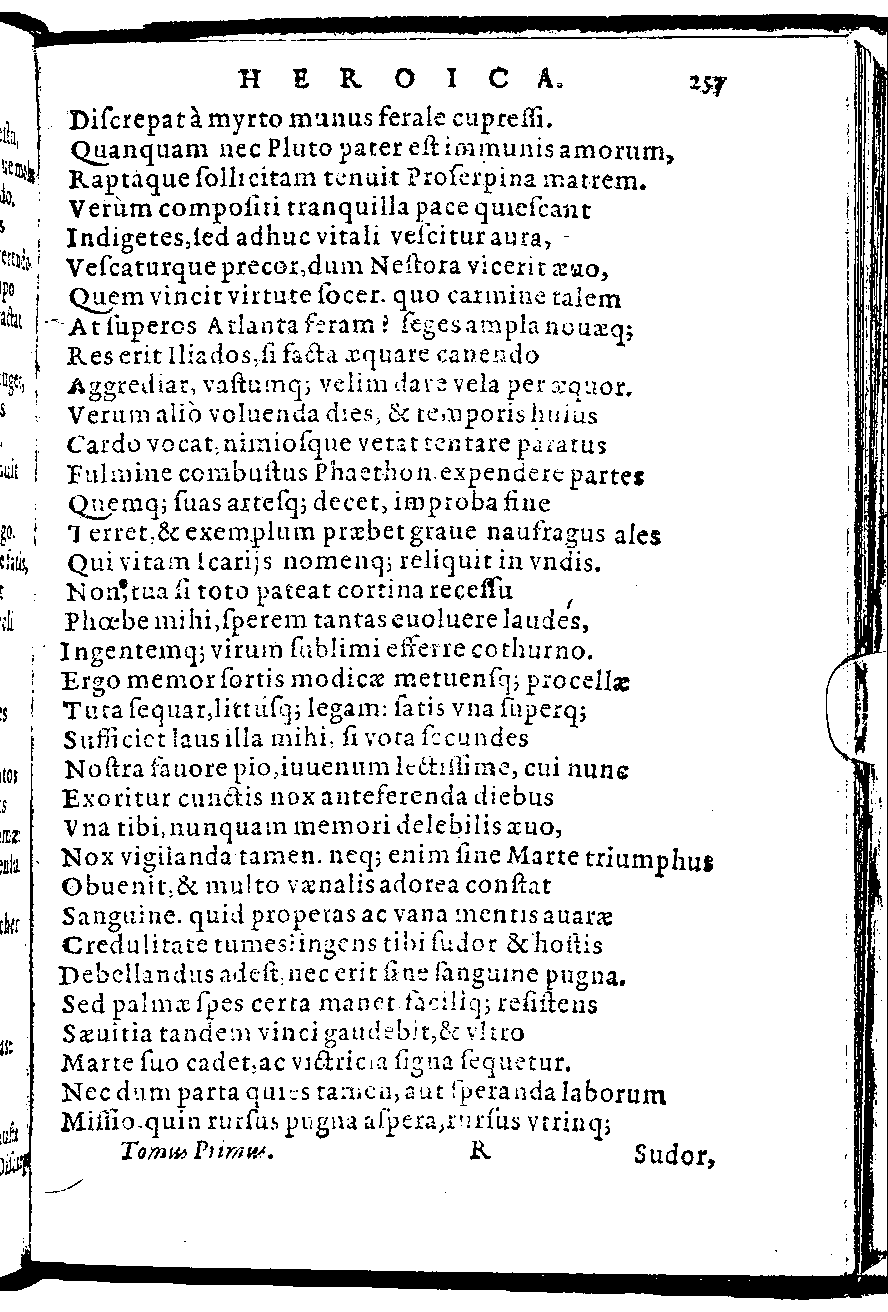 HEROICA. 257
Diſcrepat à myrto munus ferale cupreſſi.
Quanquam nec Pluto pater eſt immunis amorum,
Raptàque ſollicitam tenuit Proſerpina matrem.
Verùm compoſiti tranquilla pace quieſcant
Indigetes, ſed adhuc vitali veſcitur aura,
Veſcaturque precor, dum Neſtora vicerit æuo,
Quem vincit virtute ſocer. quo carmine talem
At ſuperos Atlanta feram? ſeges ampla nouæq;
Res erit Iliados, ſi facta æquare canendo
Aggrediar, vaſtumq; velim dare vela per æquor.
Verum aliò voluenda dies, & temporis huius
Cardo vocat, nimioſque vetat tentare paratus
Fulmine combuſtus Phaethon. expendere partes
Quemq; ſuas arteſq; decet, improba ſine
Terret, & exemplum præbet graue naufragus ales
Qui vitam Icarijs nomenq; reliquit in vndis.
Non, tua ſi toto pateat cortina receſſu
Phœbe mihi, ſperem tantas euoluere laudes,
Ingentemq; virum ſublimi efferre cothurno.
Ergo memor ſortis modicæ metuenſq; procellæ
Tuta ſequar, littuſq; legam: ſatis vna ſuperq;
Sufficiet laus illa mihi, ſi vota ſecundes
Noſtra fauore pio, iuuenum lectiſſime, cui nunc
Exoritur cunctis nox anteferenda diebus
Vna tibi, nunquam memori delebilis æuo,
Nox vigilanda tamen. neq; enim ſine Marte triumphus
Obuenit, & multo vænalis adorea conſtat
Sanguine. quid properas ac vana mentis auaræ
Credulitate tumes? ingens tibi ſudor & hoſtis
Debellandus adeſt, nec erit ſine ſanguine pugna.
Sed palmæ ſpes certa manet faciliq; reſiſtens
Sæuitia tandem vinci gaudebit, & vltro
Marte ſuo cadet, ac victricia ſigna ſequetur.
Nec dum parta quies tamen, aut ſperanda laborum
Miſſio. quin rurſus pugna aſpera, rurſus vtrinq;
Tomus Primus. R Sudor,